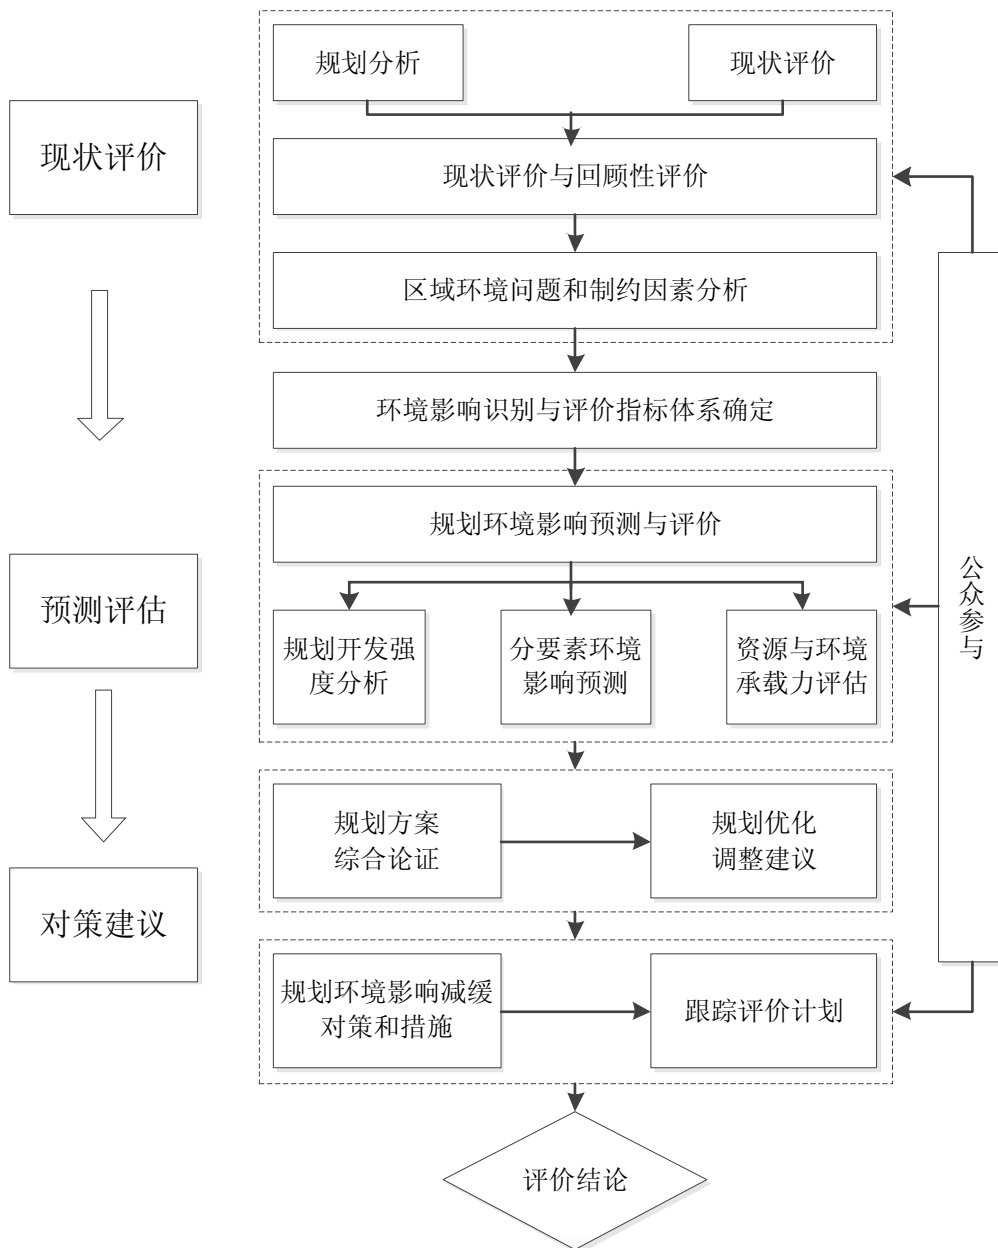 规划分析
现状评价
现状评价
现状评价与回顾性评价
区域环境问题和制约因素分析
环境影响识别与评价指标体系确定
规划环境影响预测与评价
预测评估
规划开发强
度分析
分要素环境
影响预测
资源与环境
承载力评估
公众参与
规划方案
综合论证
规划优化
调整建议
对策建议
规划环境影响减缓
对策和措施
跟踪评价计划
评价结论